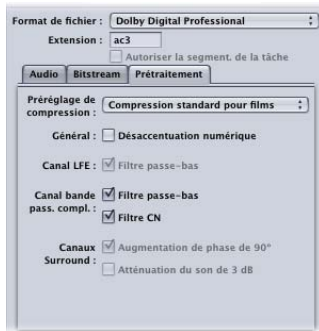 Format de fichier : Dolby Digital Professional
Extension : ac3
Autoriser la segment. de la tâche
Audio Bitstream Prétraitement
Préréglage de
compression : Compression standard pour films
Général : Désaccentuation numérique
Canal LFE : Filtre passe-bas
Canal bande
pass. compl. : Filtre passe-bas
Filtre CN
Canaux
Surround : Augmentation de phase de 90°
Atténuation du son de 3 dB